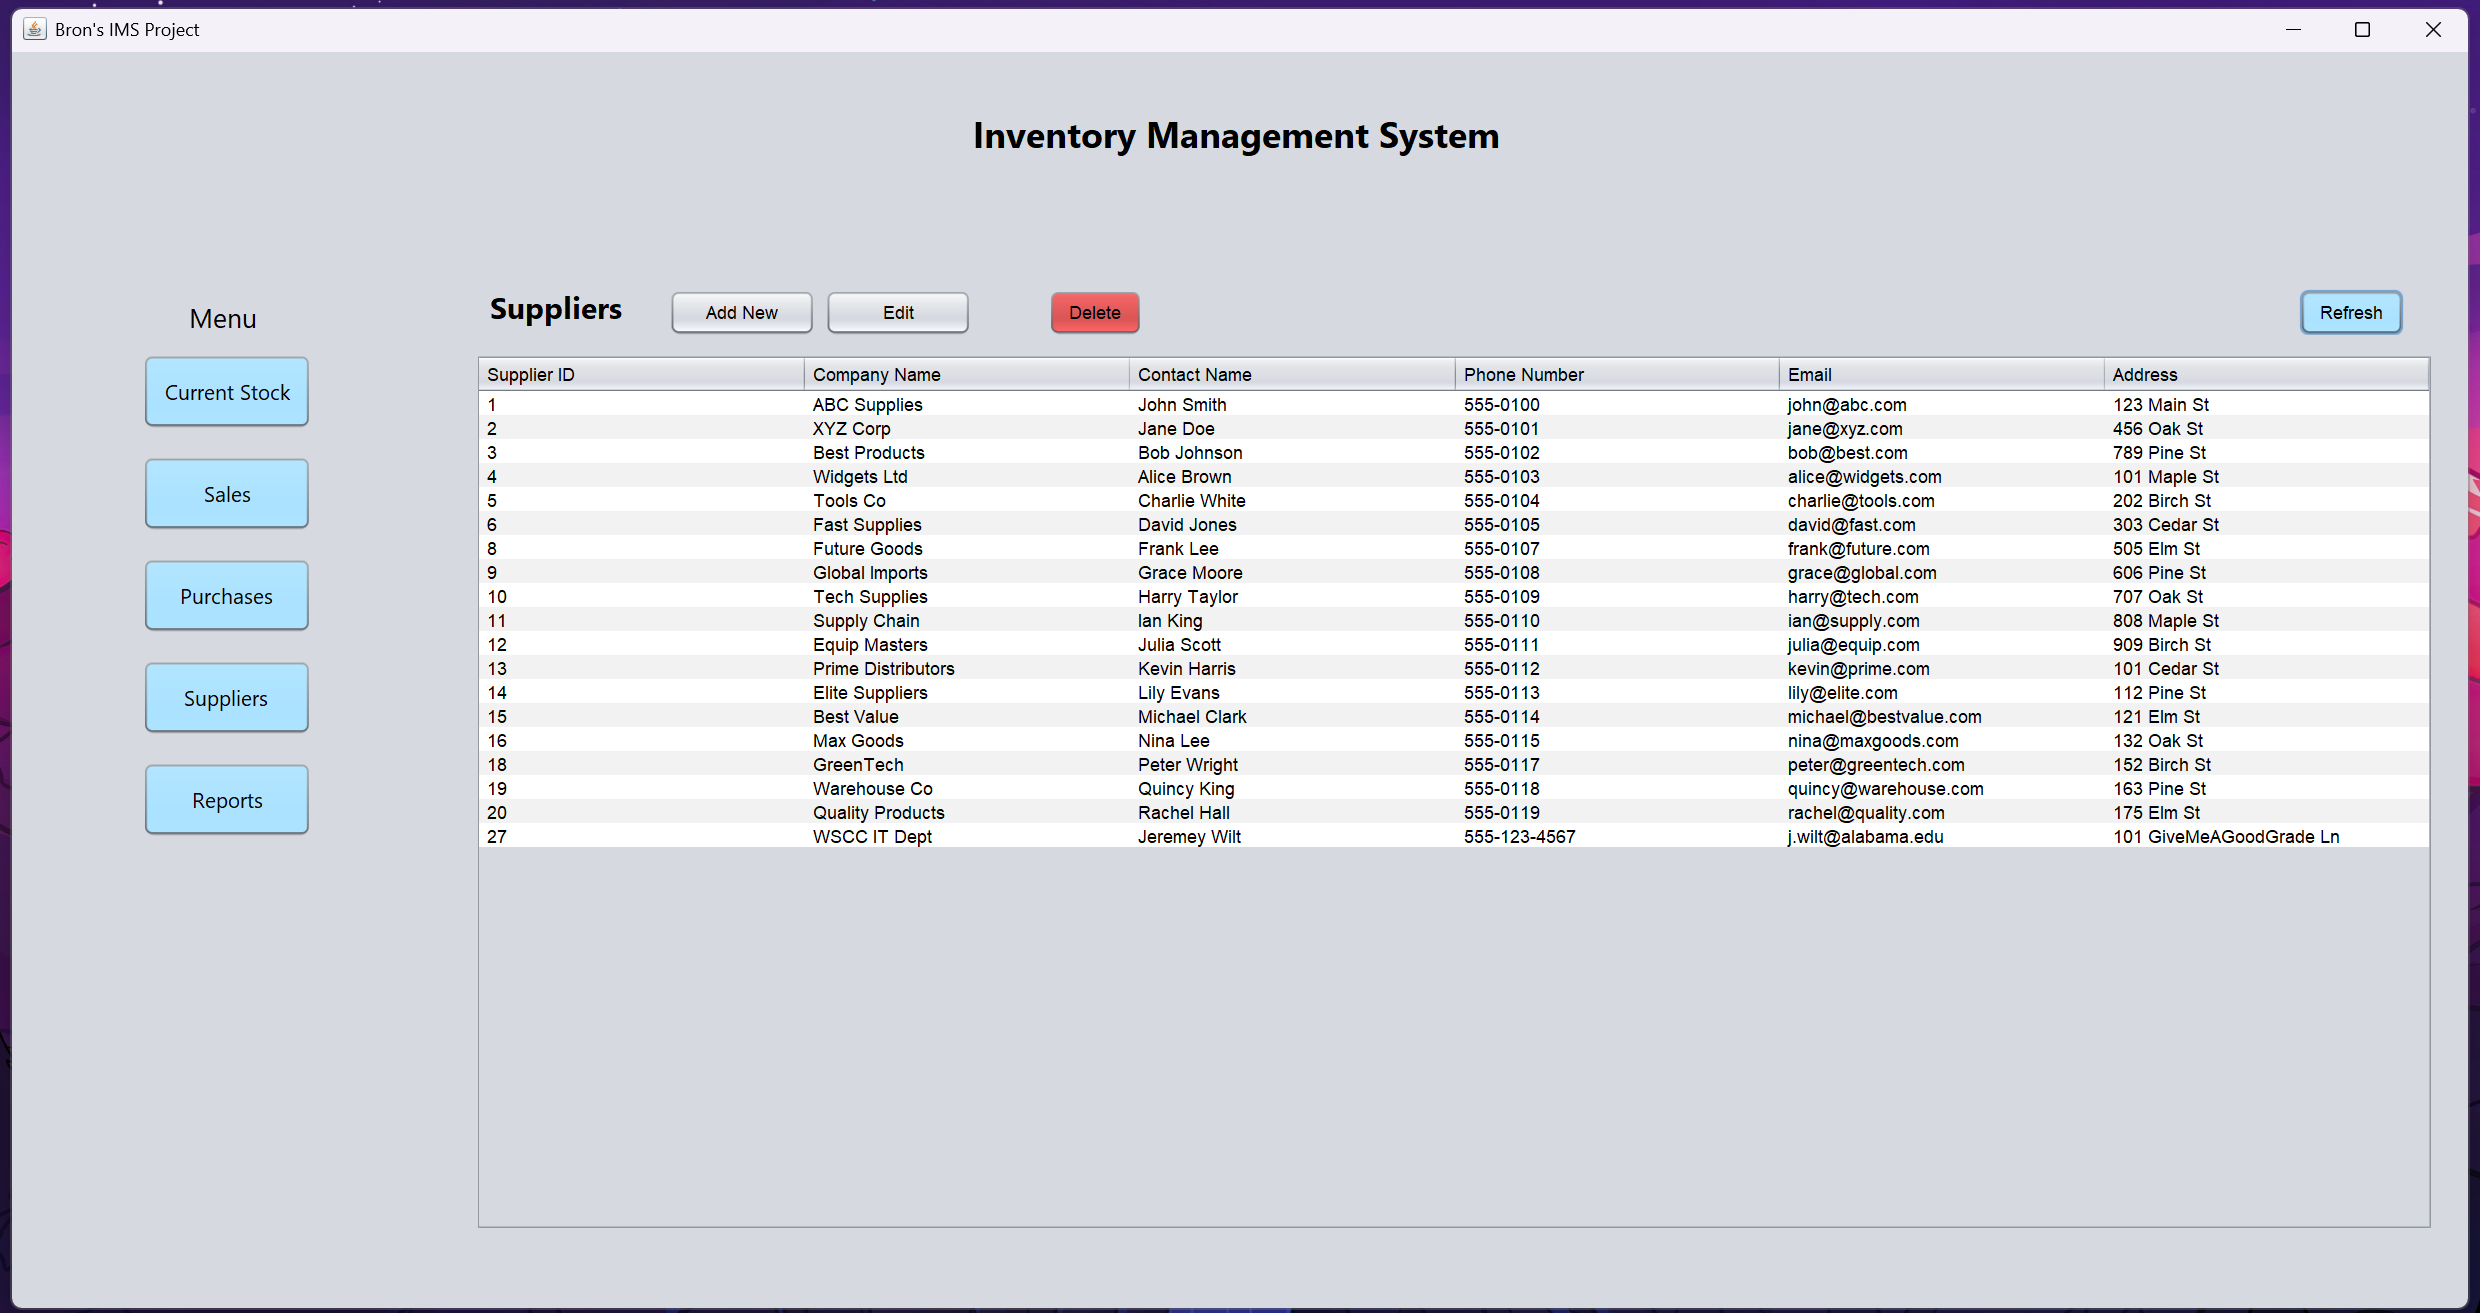 Bron's IMS Project
Inventory Management System
Menu
Current Stock
Sales
Purchases
Suppliers
Reports
Suppliers Add New Edit Delete Refresh
Supplier ID Company Name Contact Name Phone Number Email Address
1 ABC Supplies John Smith 555-0100 john@abc.com 123 Main St
2 XYZ Corp Jane Doe 555-0101 jane@xyz.com 456 Oak St
3 Best Products Bob Johnson 555-0102 bob@best.com 789 Pine St
4 Widgets Ltd Alice Brown 555-0103 alice@widgets.com 101 Maple St
5 Tools Co Charlie White 555-0104 charlie@tools.com 202 Birch St
6 Fast Supplies David Jones 555-0105 david@fast.com 303 Cedar St
8 Future Goods Frank Lee 555-0107 frank@future.com 505 Elm St
9 Global Imports Grace Moore 555-0108 grace@global.com 606 Pine St
10 Tech Supplies Harry Taylor 555-0109 harry@tech.com 707 Oak St
11 Supply Chain Ian King 555-0110 ian@supply.com 808 Maple St
12 Equip Masters Julia Scott 555-0111 julia@equip.com 909 Birch St
13 Prime Distributors Kevin Harris 555-0112 kevin@prime.com 101 Cedar St
14 Elite Suppliers Lily Evans 555-0113 lily@elite.com 112 Pine St
15 Best Value Michael Clark 555-0114 michael@bestvalue.com 121 Elm St
16 Max Goods Nina Lee 555-0115 nina@maxgoods.com 132 Oak St
18 GreenTech Peter Wright 555-0117 peter@greentech.com 152 Birch St
19 Warehouse Co Quincy King 555-0118 quincy@warehouse.com 163 Pine St
20 Quality Products Rachel Hall 555-0119 rachel@quality.com 175 Elm St
27 WSCC IT Dept Jeremey Wilt 555-123-4567 j.wilt@alabama.edu 101 GiveMeAGoodGrade Ln